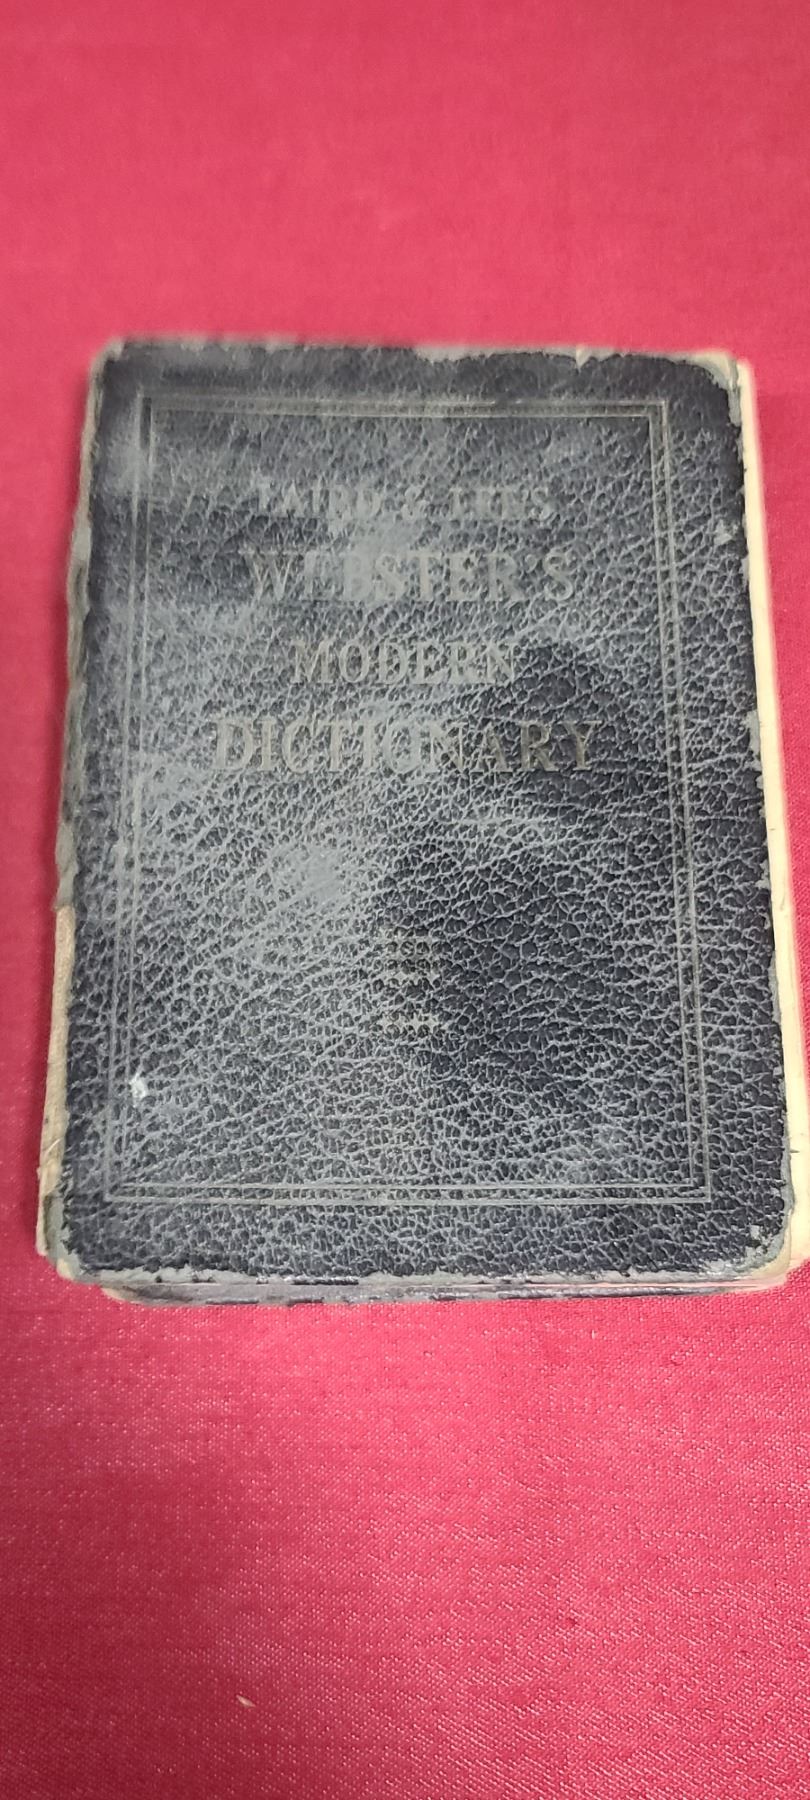 LAIRD & LEE'S
WEBSTER'S
MODERN
DICTIONARY